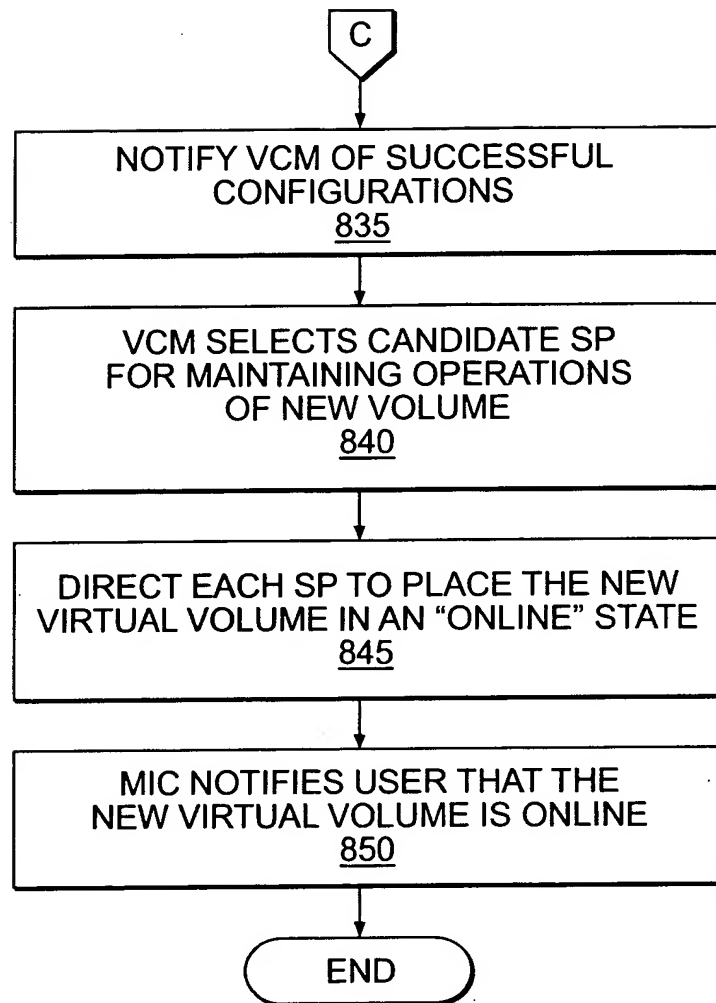 C
NOTIFY VCM OF SUCCESSFUL
CONFIGURATIONS
835
VCM SELECTS CANDIDATE SP
FOR MAINTAINING OPERATIONS
OF NEW VOLUME
840
DIRECT EACH SP TO PLACE THE NEW
VIRTUAL VOLUME IN AN “ONLINE” STATE
845
MIC NOTIFIES USER THAT THE
NEW VIRTUAL VOLUME IS ONLINE
850
END